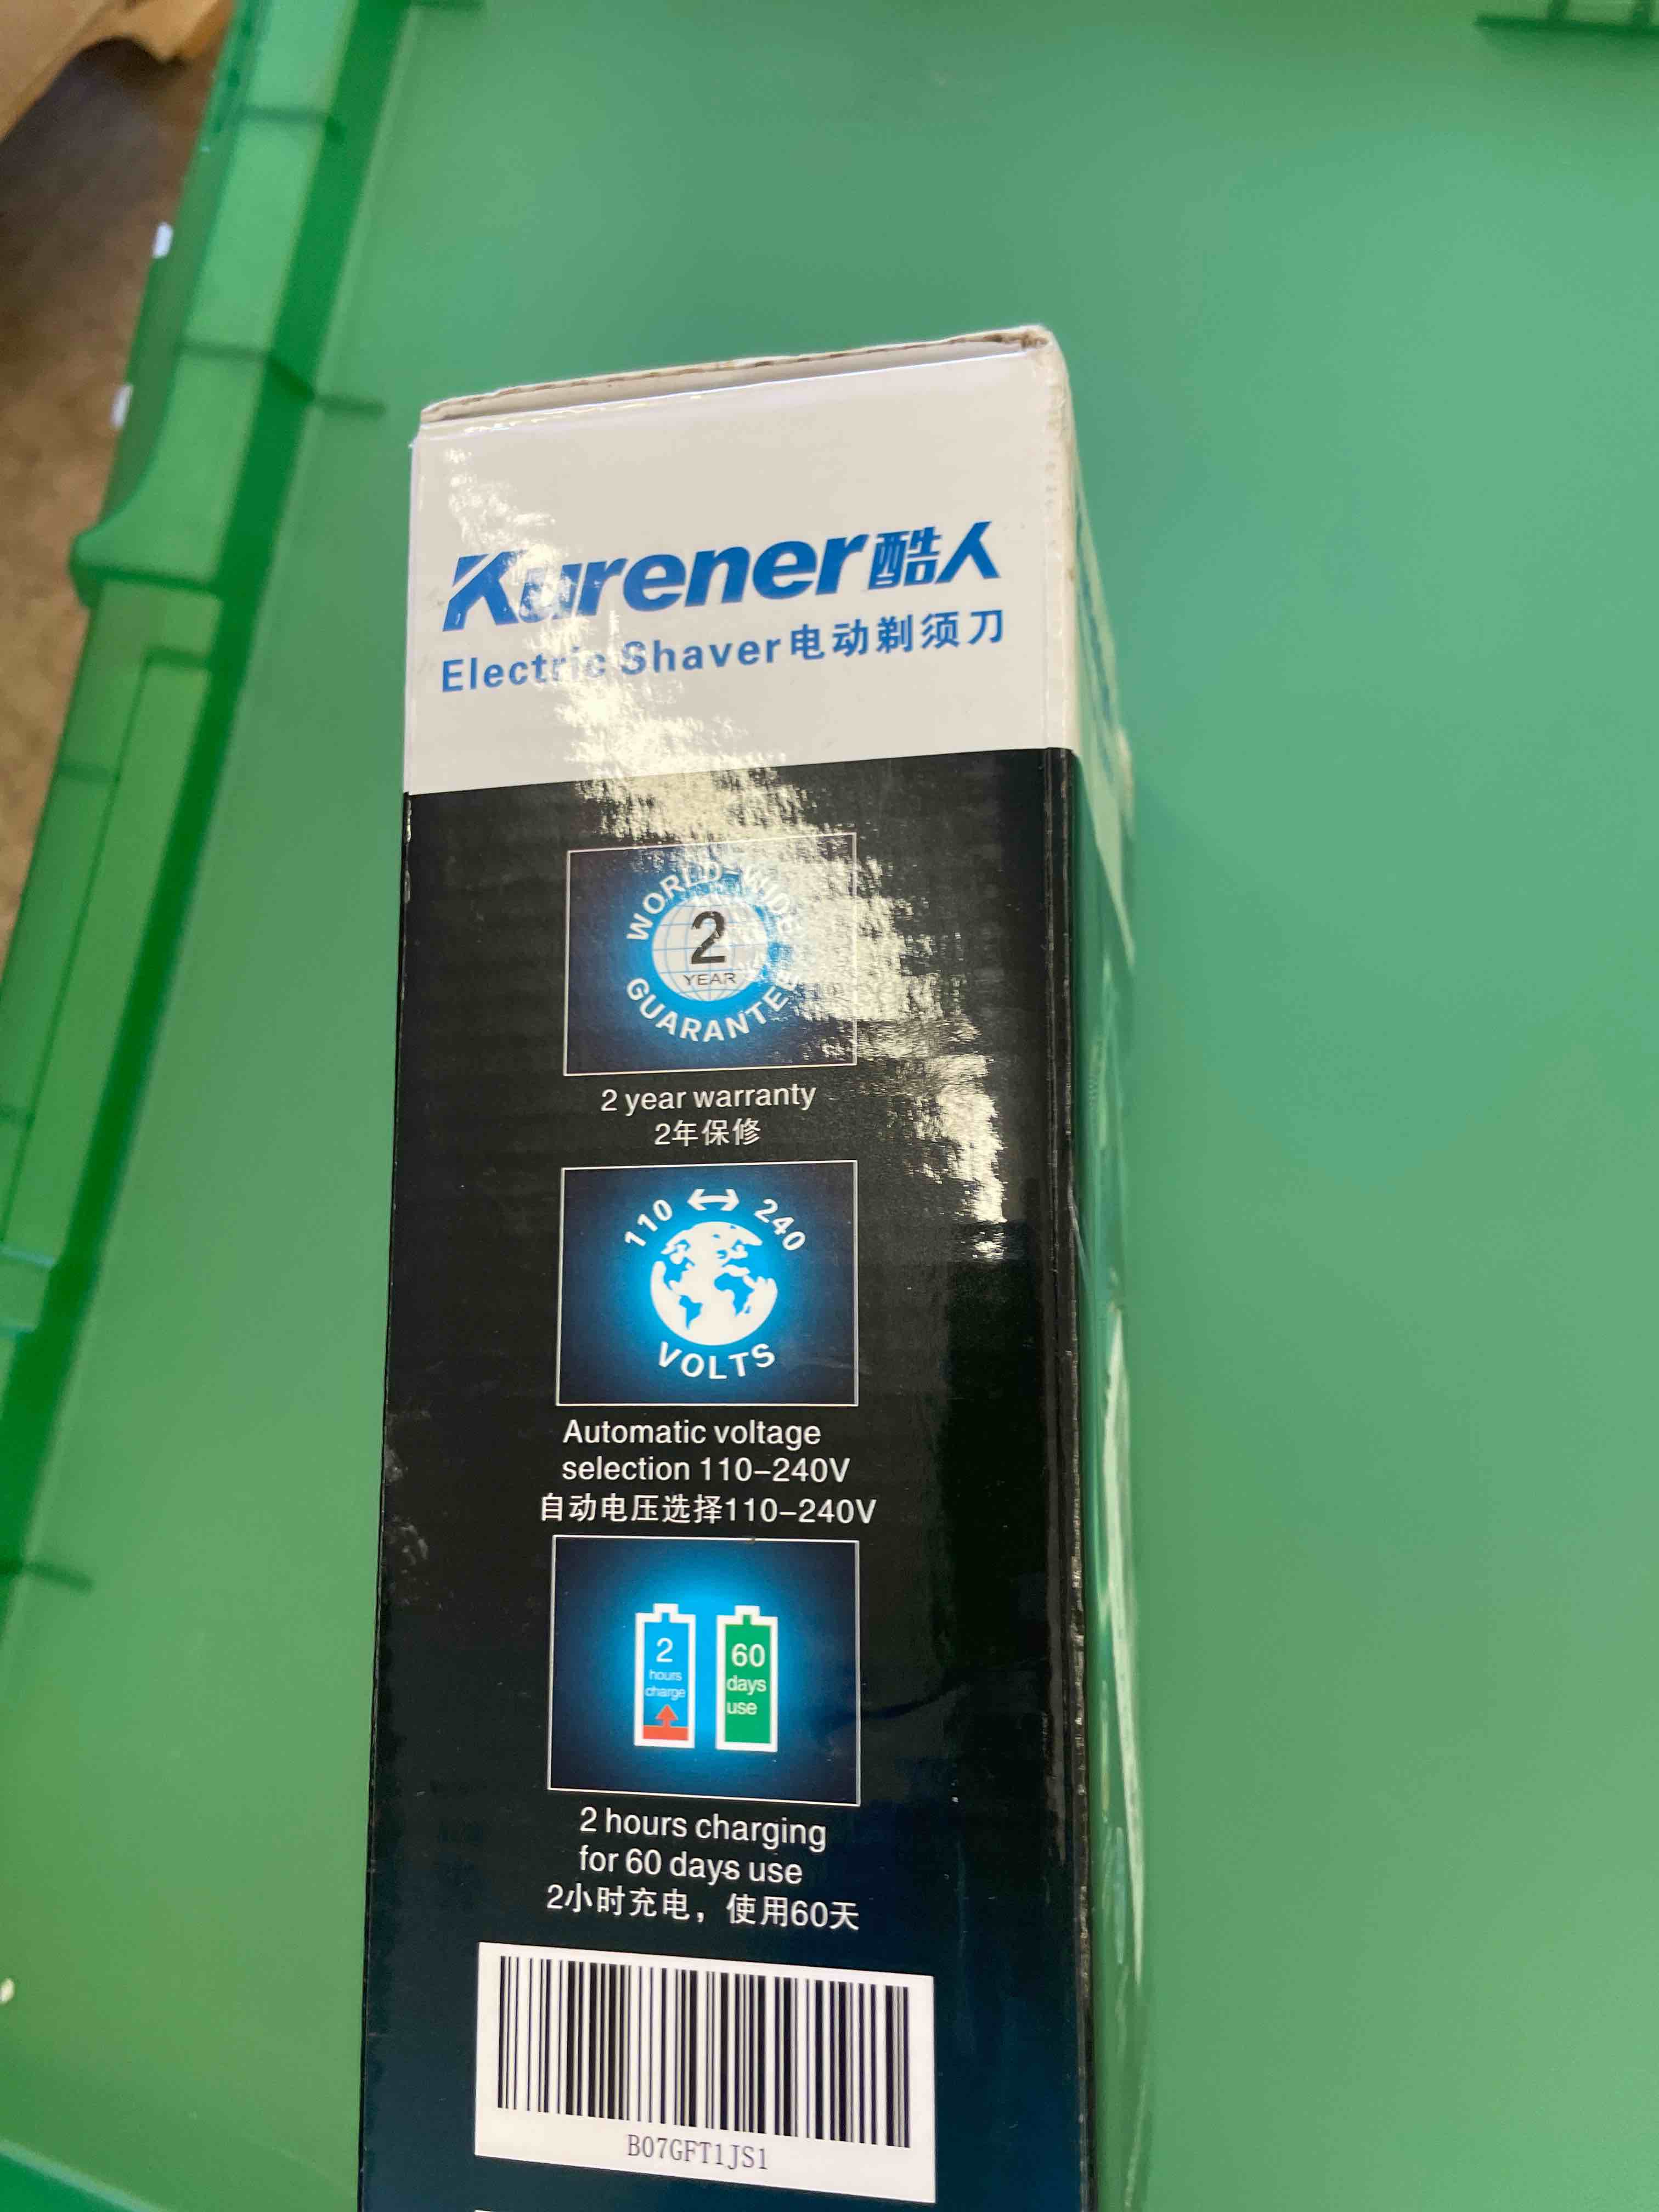 Kurener酷人
Electric Shaver电动剃须刀
WORLD-WIDE
2
YEAR
GUARANTEE
2 year warranty
2年保修
110 ↔ 240
VOLTS
Automatic voltage
selection 110-240V
自动电压选择110-240V
2 hours charge
60 days use
2 hours charging
for 60 days use
2小时充电，使用60天
B07GFT1JS1